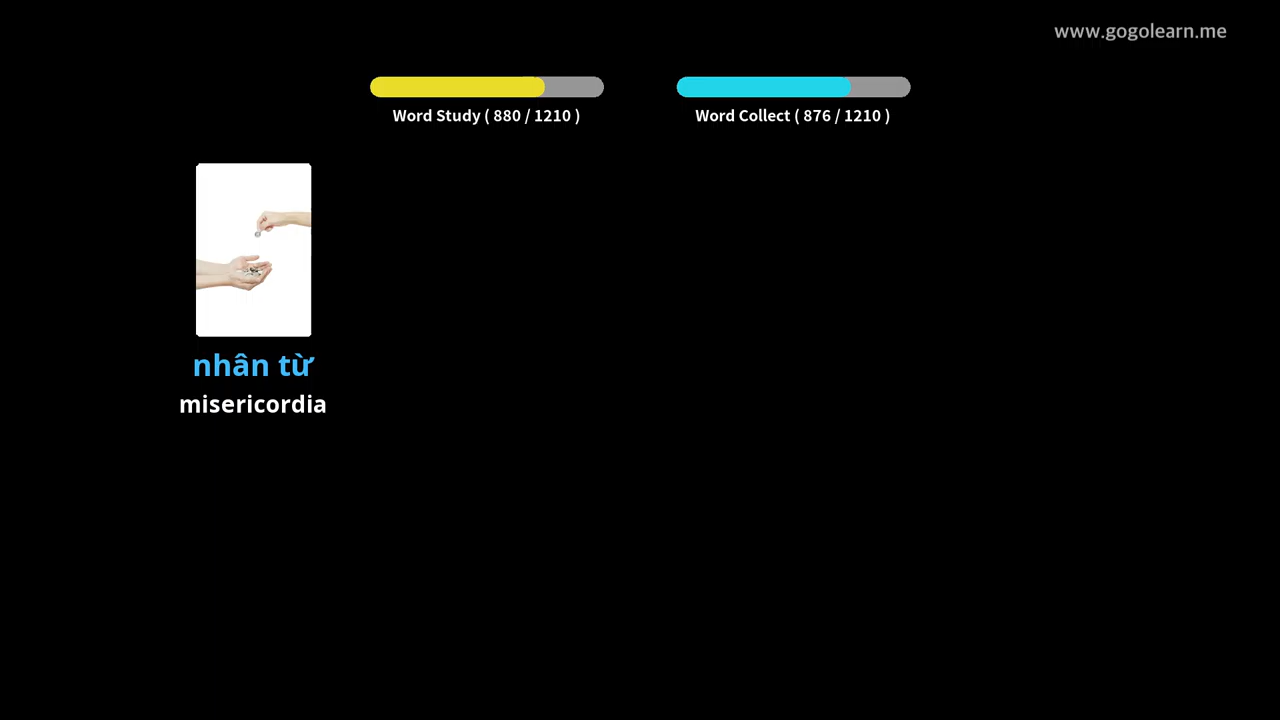 www.gogolearn.me
Word Study ( 880 / 1210 )
Word Collect ( 876 / 1210 )
nhân từ
misericordia